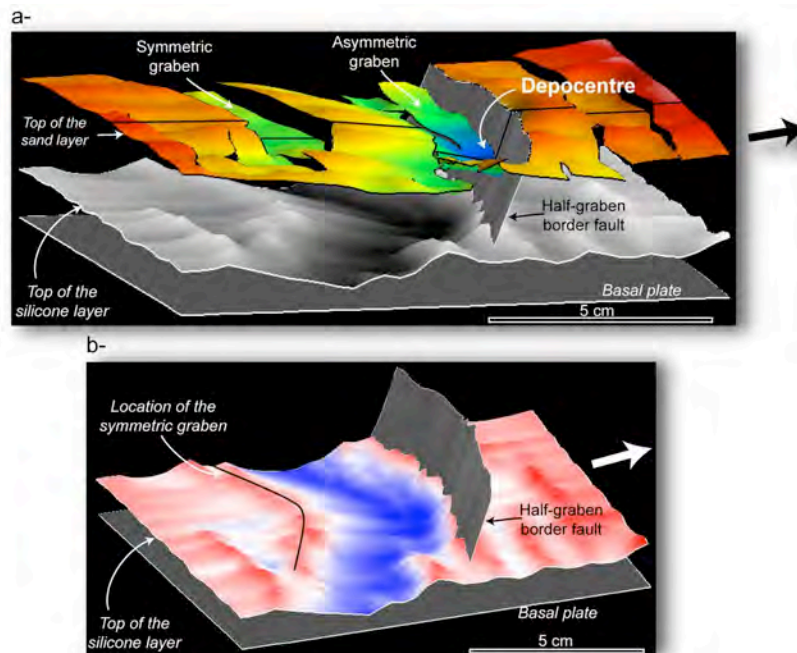 a-
Symmetric
graben
Asymmetric
graben
Depocentre
Top of the
sand layer
Half-graben
border fault
Top of the
silicone layer
Basal plate
5 cm
b-
Location of the
symmetric graben
Half-graben
border fault
Top of the
silicone layer
Basal plate
5 cm